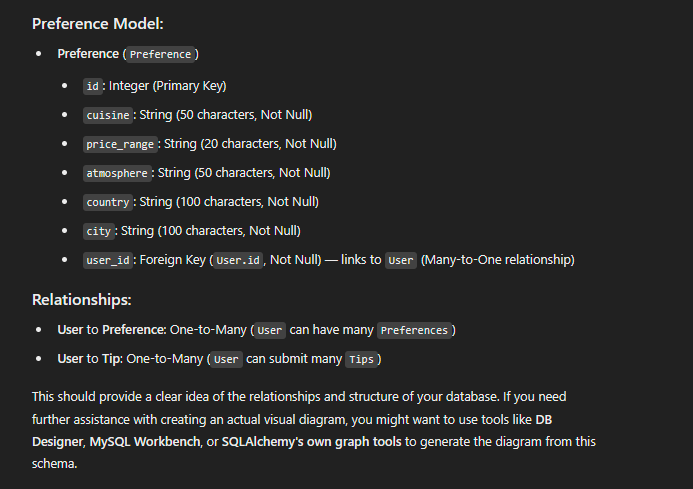 Preference Model:
• Preference (Preference)
• id: Integer (Primary Key)
• cuisine: String (50 characters, Not Null)
• price_range: String (20 characters, Not Null)
• atmosphere: String (50 characters, Not Null)
• country: String (100 characters, Not Null)
• city: String (100 characters, Not Null)
• user_id: Foreign Key (User.id, Not Null) — links to User (Many-to-One relationship)
Relationships:
• User to Preference: One-to-Many (User can have many Preferences)
• User to Tip: One-to-Many (User can submit many Tips)
This should provide a clear idea of the relationships and structure of your database. If you need
further assistance with creating an actual visual diagram, you might want to use tools like DB
Designer, MySQL Workbench, or SQLAlchemy's own graph tools to generate the diagram from this
schema.